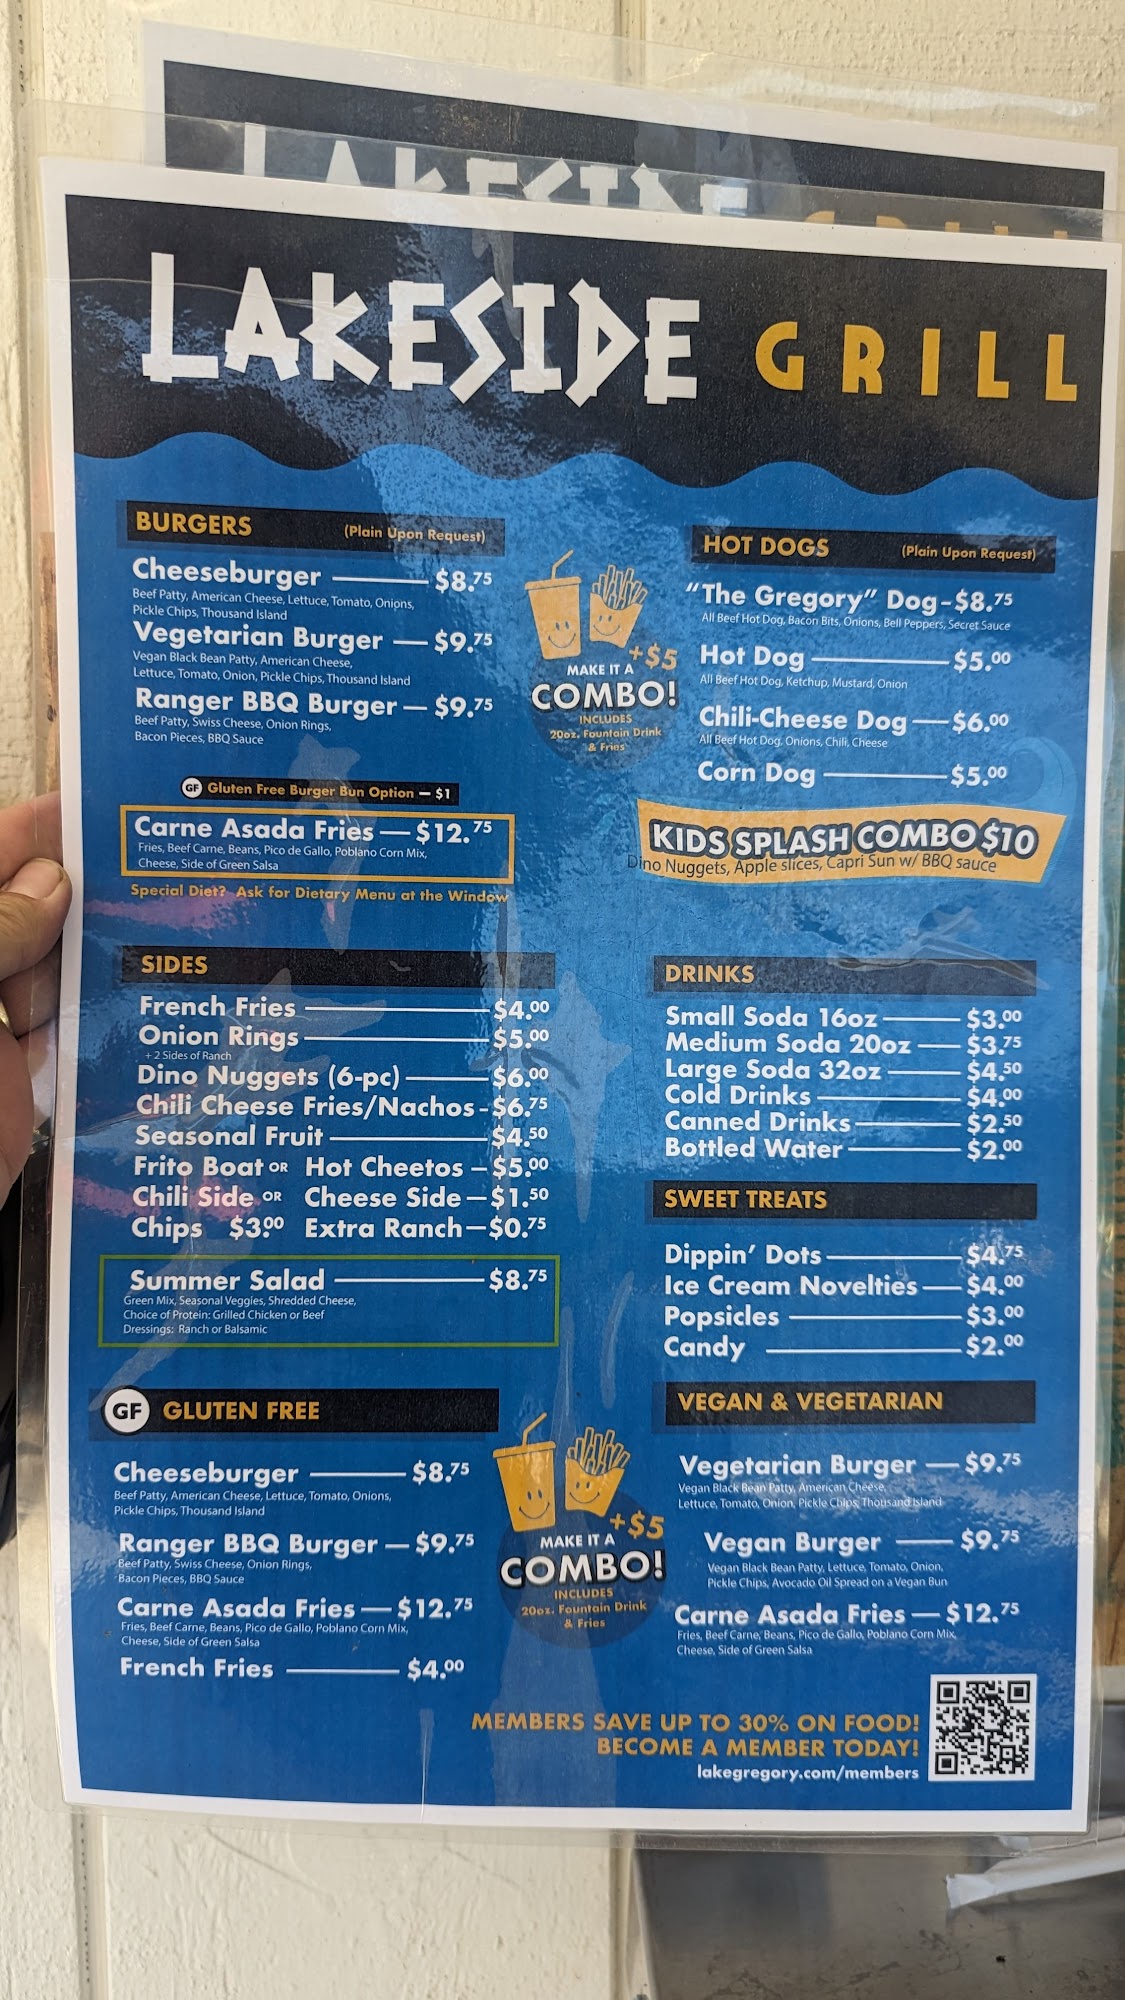 LAKESIDE GRILL
BURGERS (Plain Upon Request)
Cheeseburger $8.75
Beef Patty, American Cheese, Lettuce, Tomato, Onions,
Pickle Chips, Thousand Island
Vegetarian Burger $9.75
Vegan Black Bean Patty, American Cheese,
Lettuce, Tomato, Onion, Pickle Chips, Thousand Island
Ranger BBQ Burger $9.75
Beef Patty, Swiss Cheese, Onion Rings,
Bacon Pieces, BBQ Sauce
GF Gluten Free Burger Bun Option — $1
Carne Asada Fries — $12.75
Fries, Beef Carne, Beans, Pico de Gallo, Poblano Corn Mix,
Cheese, Side of Green Salsa
Special Diet? Ask for Dietary Menu at the Window
+$5
MAKE IT A
COMBO!
INCLUDES
20oz. Fountain Drink
& Fries
HOT DOGS (Plain Upon Request)
"The Gregory" Dog-$8.75
All Beef Hot Dog, Bacon Bits, Onions, Bell Peppers, Secret Sauce
Hot Dog $5.00
All Beef Hot Dog, Ketchup, Mustard, Onion
Chili-Cheese Dog $6.00
All Beef Hot Dog, Onions, Chili, Cheese
Corn Dog $5.00
KIDS SPLASH COMBO $10
Dino Nuggets, Apple slices, Capri Sun w/ BBQ sauce
SIDES
French Fries $4.00
Onion Rings $5.00
+ 2 Sides of Ranch
Dino Nuggets (6-pc) $6.00
Chili Cheese Fries/Nachos-$6.75
Seasonal Fruit $4.50
Frito Boat OR Hot Cheetos — $5.00
Chili Side OR Cheese Side — $1.50
Chips $3.00 Extra Ranch — $0.75
Summer Salad $8.75
Green Mix, Seasonal Veggies, Shredded Cheese,
Choice of Protein: Grilled Chicken or Beef
Dressings: Ranch or Balsamic
DRINKS
Small Soda 16oz $3.00
Medium Soda 20oz $3.75
Large Soda 32oz $4.50
Cold Drinks $4.00
Canned Drinks $2.50
Bottled Water $2.00
SWEET TREATS
Dippin' Dots $4.75
Ice Cream Novelties $4.00
Popsicles $3.00
Candy $2.00
GF GLUTEN FREE
Cheeseburger $8.75
Beef Patty, American Cheese, Lettuce, Tomato, Onions,
Pickle Chips, Thousand Island
Ranger BBQ Burger — $9.75
Beef Patty, Swiss Cheese, Onion Rings,
Bacon Pieces, BBQ Sauce
Carne Asada Fries — $12.75
Fries, Beef Carne, Beans, Pico de Gallo, Poblano Corn Mix,
Cheese, Side of Green Salsa
French Fries $4.00
+$5
MAKE IT A
COMBO!
INCLUDES
20oz. Fountain Drink
& Fries
VEGAN & VEGETARIAN
Vegetarian Burger — $9.75
Vegan Black Bean Patty, American Cheese,
Lettuce, Tomato, Onion, Pickle Chips, Thousand Island
Vegan Burger $9.75
Vegan Black Bean Patty, Lettuce, Tomato, Onion,
Pickle Chips, Avocado Oil Spread on a Vegan Bun
Carne Asada Fries — $12.75
Fries, Beef Carne, Beans, Pico de Gallo, Poblano Corn Mix,
Cheese, Side of Green Salsa
MEMBERS SAVE UP TO 30% ON FOOD!
BECOME A MEMBER TODAY!
lakegregory.com/members